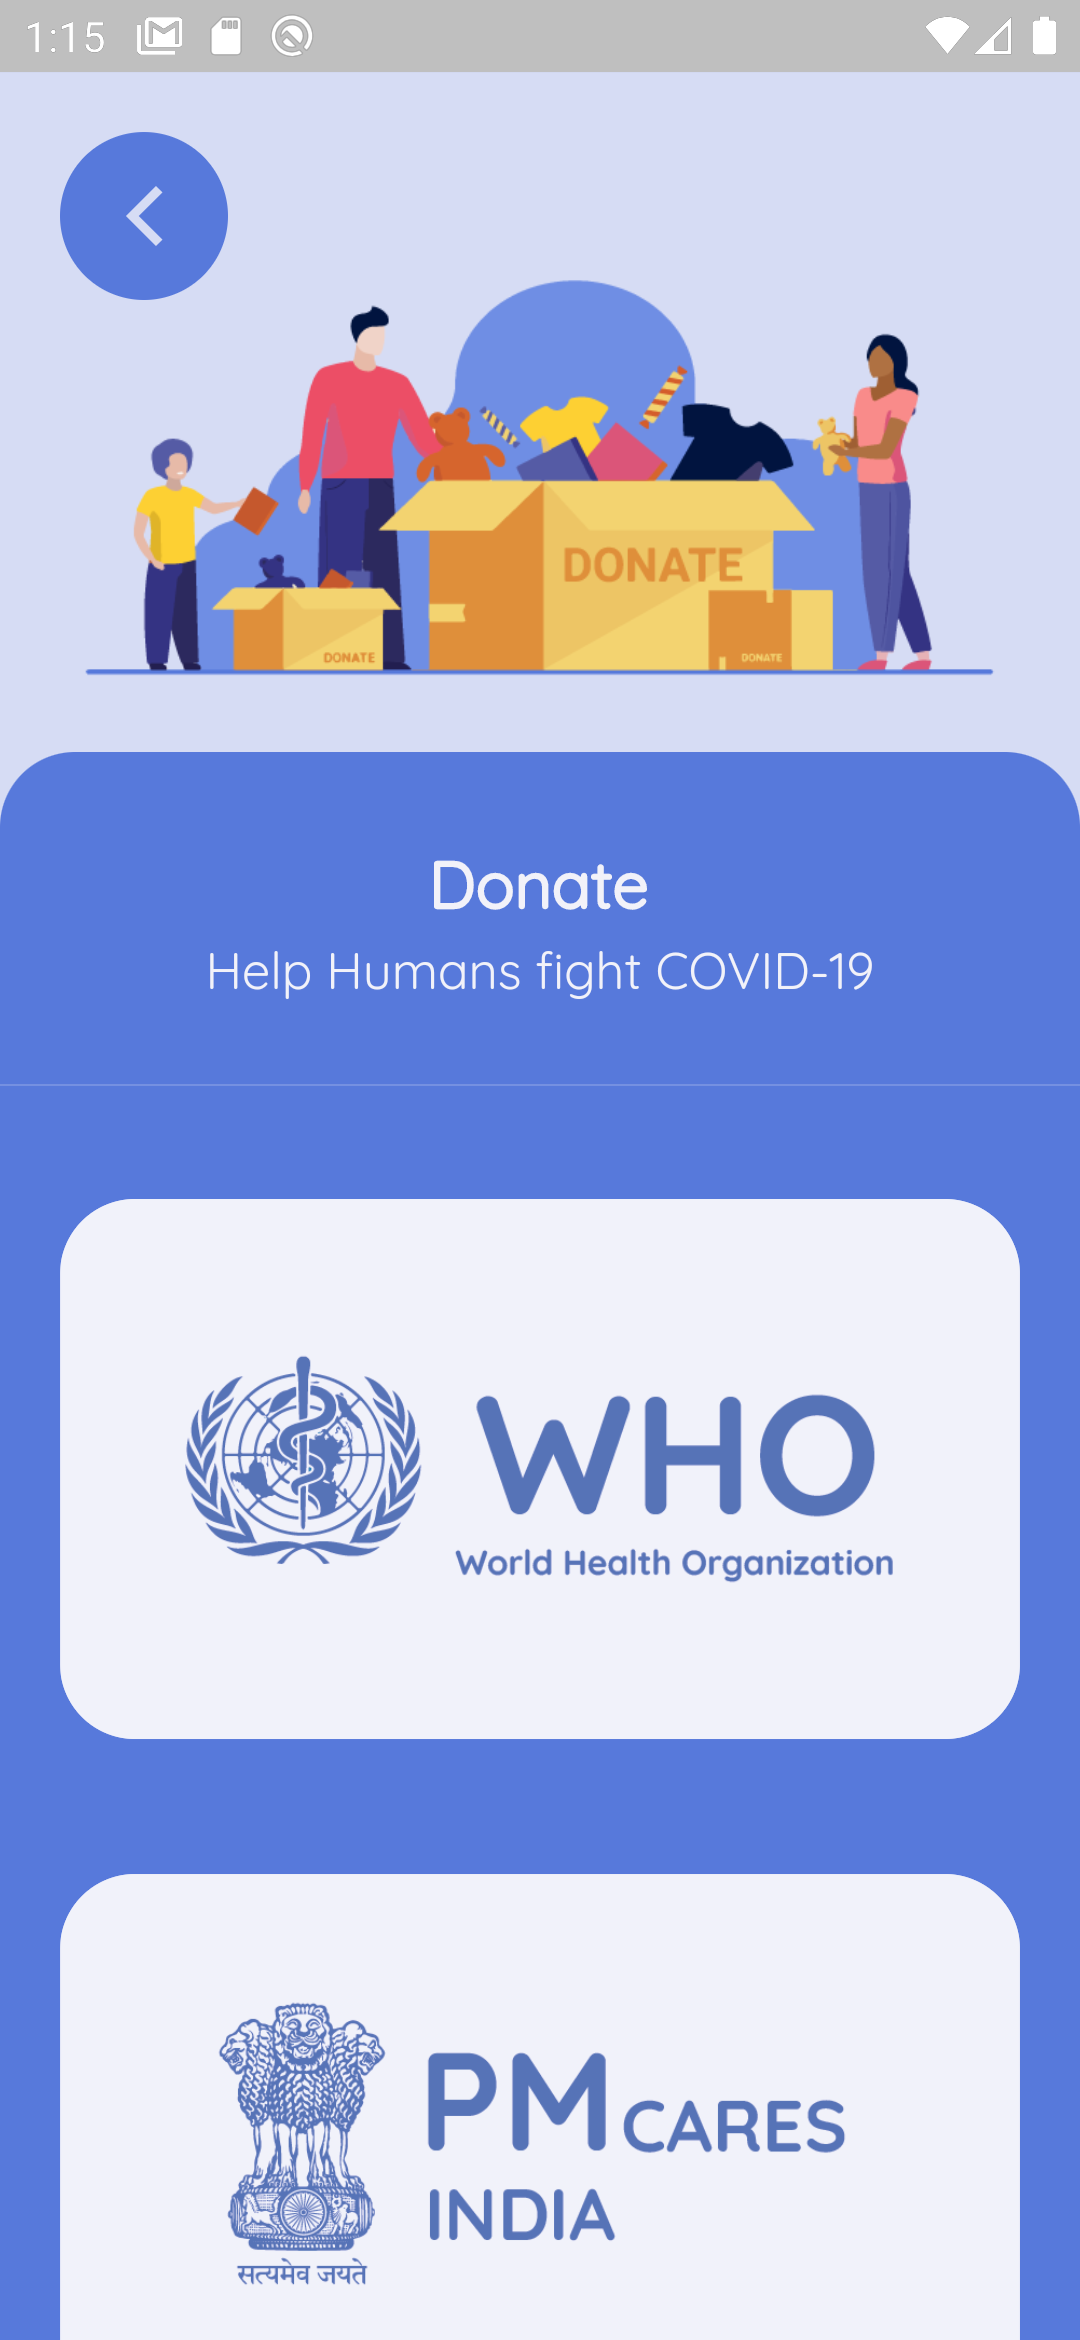 1:15
DONATE
DONATE
DONATE
Donate
Help Humans fight COVID-19
WHO
World Health Organization
PM CARES
INDIA
सत्यमेव जयते